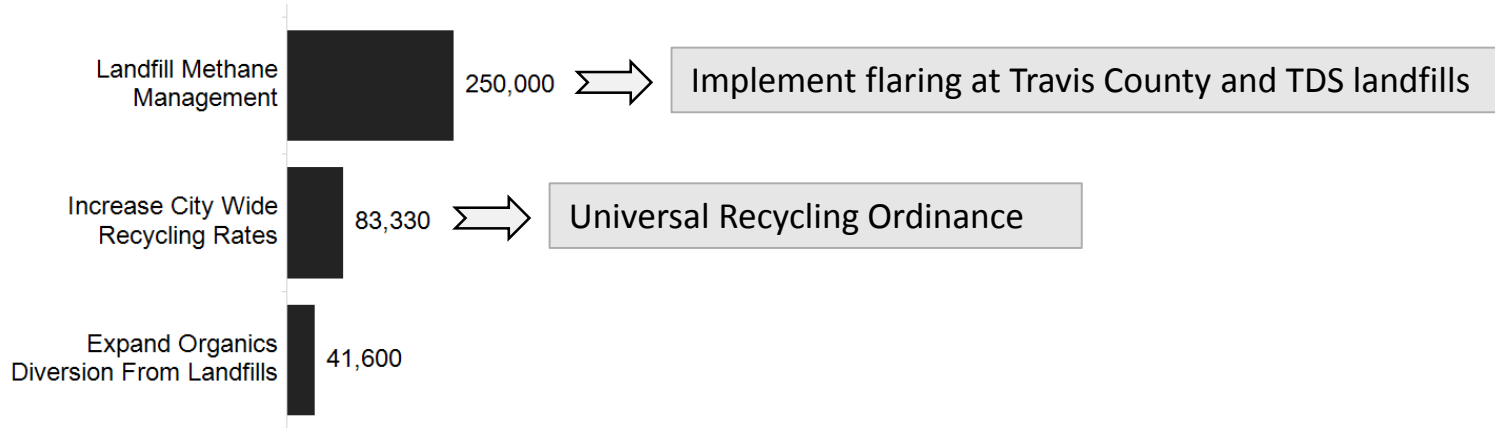 Landfill Methane
Management
250,000
Implement flaring at Travis County and TDS landfills
Increase City Wide
Recycling Rates
83,330
Universal Recycling Ordinance
Expand Organics
Diversion From Landfills
41,600